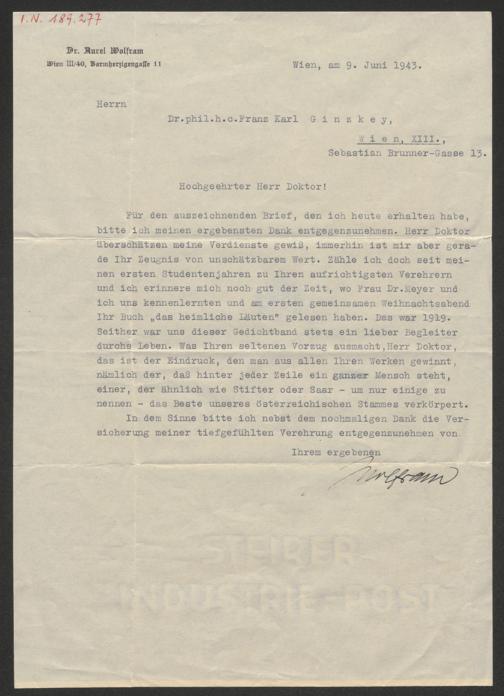 I.N. 189.277
Dr. Aurel Wolfram
Wien III/40, Barmherzigengasse 11
Wien, am 9. Juni 1943.
Herrn
Dr.phil.h.c.Franz Karl G i n z k e y,
W i e n, XIII.,
Sebastian Brunner-Gasse 13.
Hochgeehrter Herr Doktor!
Für den auszeichnenden Brief, den ich heute erhalten habe,
bitte ich meinen ergebensten Dank entgegenzunehmen. Herr Doktor
überschätzen meine Verdienste gewiß, immerhin ist mir aber gera-
de Ihr Zeugnis von unschätzbarem Wert. Zähle ich doch seit mei-
nen ersten Studentenjahren zu Ihren aufrichtigsten Verehrern
und ich erinnere mich noch gut der Zeit, wo Frau Dr.Meyer und
ich uns kennenlernten und am ersten gemeinsamen Weihnachtsabend
Ihr Buch „das heimliche Läuten" gelesen haben. Das war 1919.
Seither war uns dieser Gedichtband stets ein lieber Begleiter
durchs Leben. Was Ihren seltenen Vorzug ausmacht,Herr Doktor,
das ist der Eindruck, den man aus allen Ihren Werken gewinnt,
nämlich der, daß hinter jeder Zeile ein ganzer Mensch steht,
einer, der ähnlich wie Stifter oder Saar - um nur einige zu
nennen - das Beste unseres österreichischen Stammes verkörpert.
In dem Sinne bitte ich nebst dem nochmaligen Dank die Ver-
sicherung meiner tiefgefühlten Verehrung entgegenzunehmen von
Ihrem ergebenen
Wolfram
STEIRER
INDUSTRIE-POST